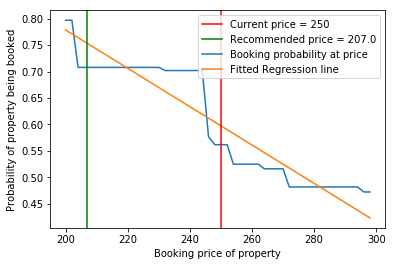 Current price = 250
Recommended price = 207.0
Booking probability at price
Fitted Regression line
Probability of property being booked
0.80
0.75
0.70
0.65
0.60
0.55
0.50
0.45
200
220
240
260
280
300
Booking price of property